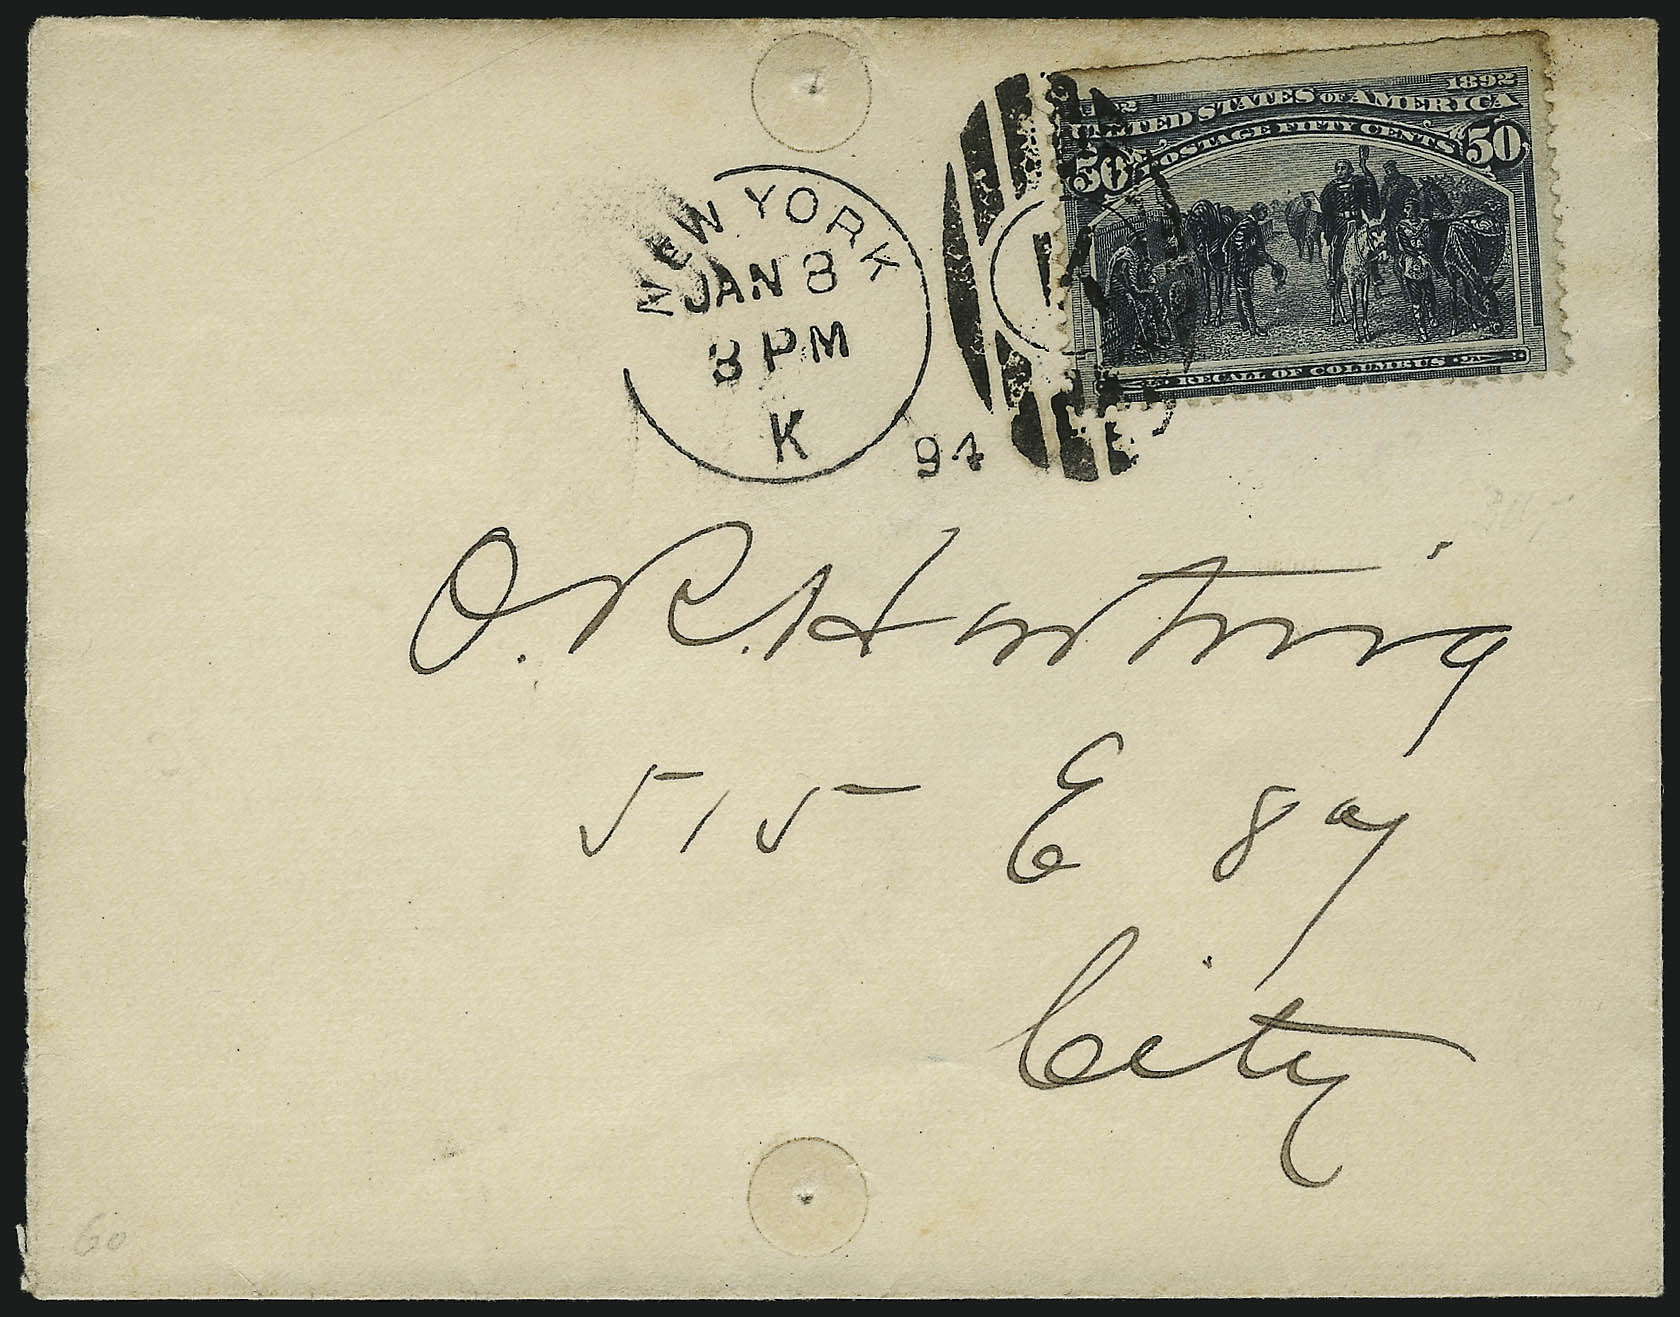 1892
UNITED STATES OF AMERICA
POSTAGE FIFTY CENTS
50 50
RECALL OF COLUMBUS
NEW YORK
JAN 8
8 PM
K
94
O. R. Hartwig
515 E 87
City
60